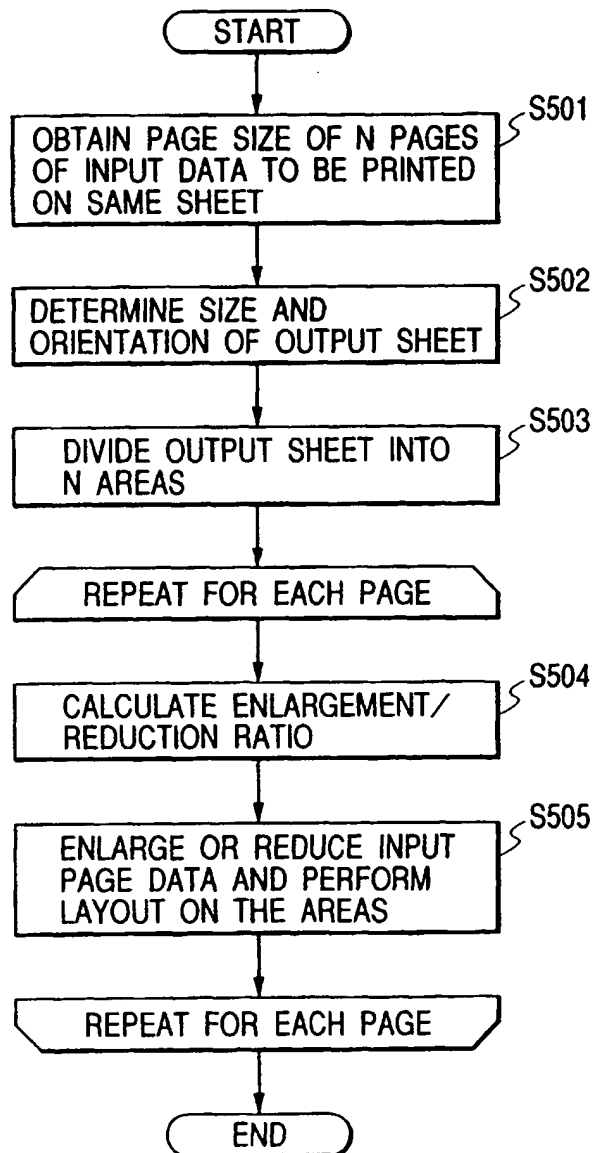 START
S501
OBTAIN PAGE SIZE OF N PAGES
OF INPUT DATA TO BE PRINTED
ON SAME SHEET
S502
DETERMINE SIZE AND
ORIENTATION OF OUTPUT SHEET
S503
DIVIDE OUTPUT SHEET INTO
N AREAS
REPEAT FOR EACH PAGE
S504
CALCULATE ENLARGEMENT/
REDUCTION RATIO
S505
ENLARGE OR REDUCE INPUT
PAGE DATA AND PERFORM
LAYOUT ON THE AREAS
REPEAT FOR EACH PAGE
END